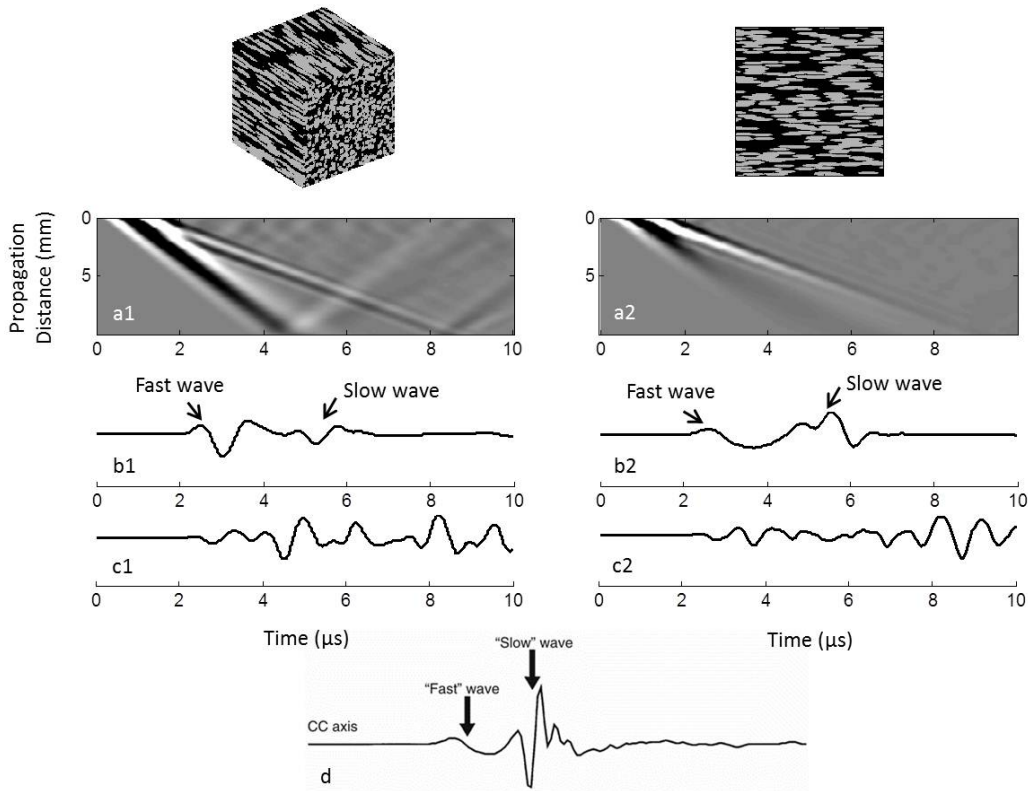 Propagation
Distance (mm)
0
5
a1
0 2 4 6 8 10
0
5
a2
0 2 4 6 8 10
Fast wave
Slow wave
b1
0 2 4 6 8 10
Fast wave
Slow wave
b2
0 2 4 6 8 10
c1
0 2 4 6 8 10
c2
0 2 4 6 8 10
Time (µs)
Time (µs)
"Slow" wave
"Fast" wave
CC axis
d